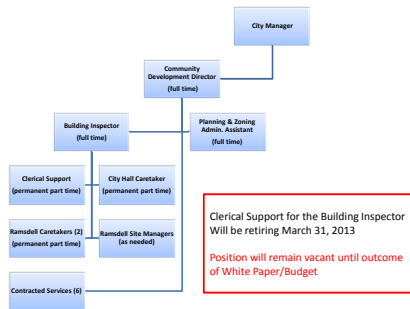 City Manager
Community
Development Director
(full time)
Building Inspector
(full time)
Planning & Zoning
Admin. Assistant
(full time)
Clerical Support
(permanent part time)
City Hall Caretaker
(permanent part time)
Ramsdell Caretakers (2)
(permanent part time)
Ramsdell Site Managers
(as needed)
Contracted Services (6)
Clerical Support for the Building Inspector
Will be retiring March 31, 2013
Position will remain vacant until outcome
of White Paper/Budget